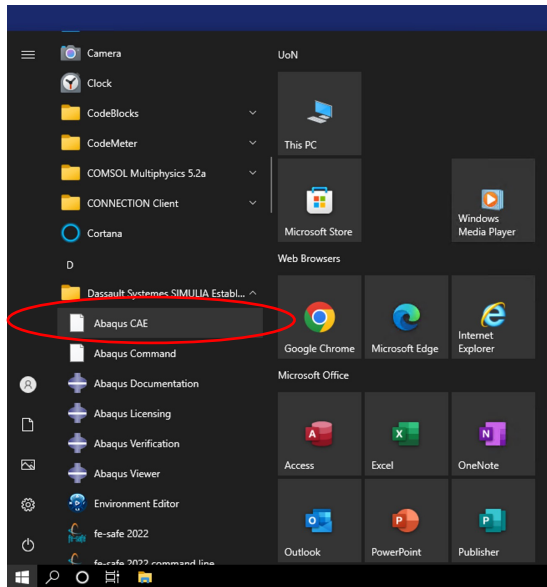 Camera
Clock
CodeBlocks
CodeMeter
COMSOL Multiphysics 5.2a
CONNECTION Client
Cortana
D
Dassault Systemes SIMULIA Establ...
Abaqus CAE
Abaqus Command
Abaqus Documentation
Abaqus Licensing
Abaqus Verification
Abaqus Viewer
Environment Editor
fe-safe 2022
fe-safe 2022 command line
UoN
This PC
Microsoft Store
Windows
Media Player
Web Browsers
Google Chrome
Microsoft Edge
Internet
Explorer
Microsoft Office
Access
Excel
OneNote
Outlook
PowerPoint
Publisher